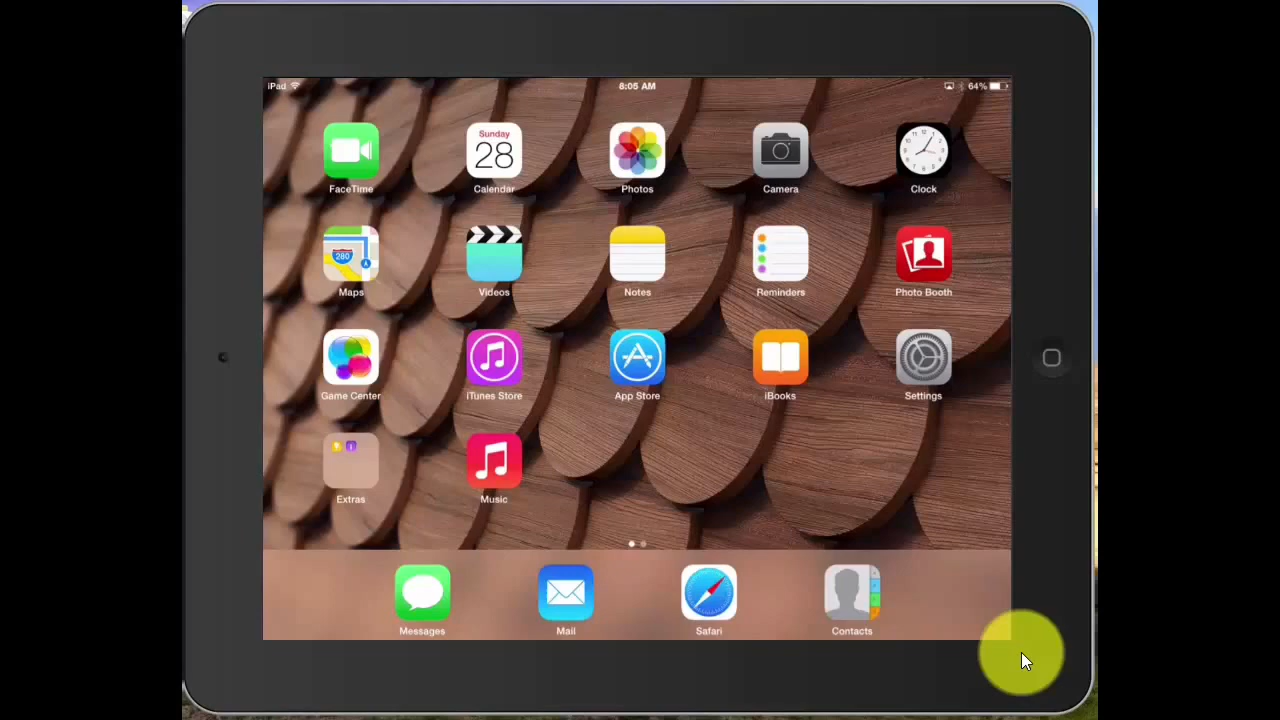 iPad 8:05 AM 64%
Sunday
28
FaceTime Calendar Photos Camera Clock
280
Maps Videos Notes Reminders Photo Booth
Game Center iTunes Store App Store iBooks Settings
Extras Music
Messages Mail Safari Contacts